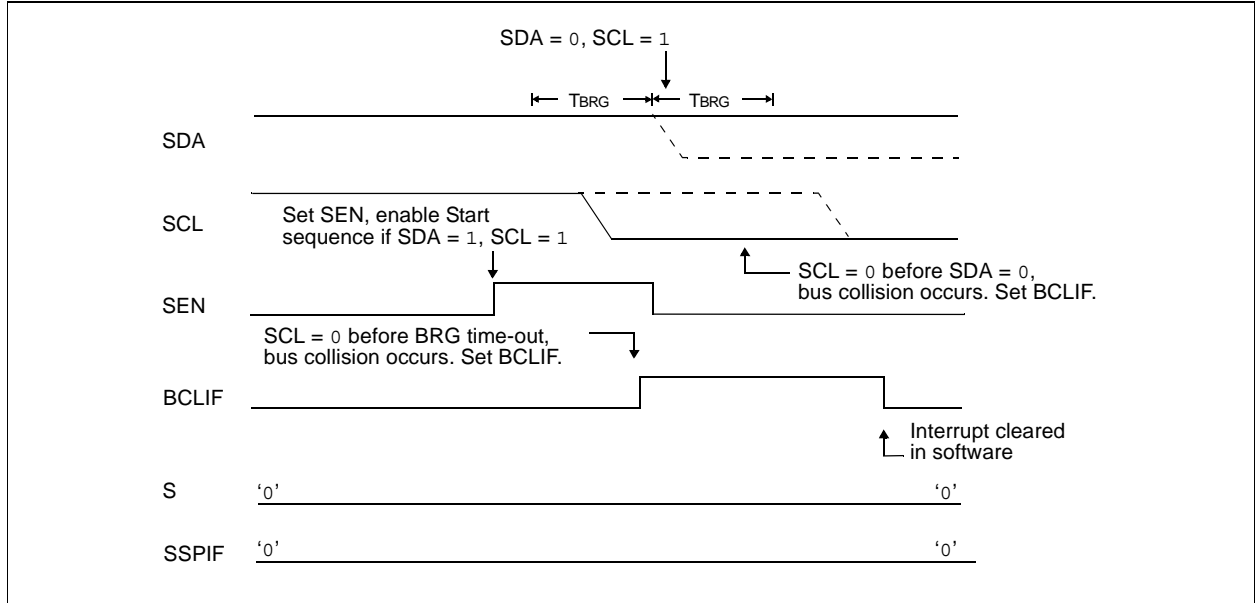 SDA = 0, SCL = 1
TBRG TBRG
SDA
SCL
Set SEN, enable Start
sequence if SDA = 1, SCL = 1
SCL = 0 before SDA = 0,
bus collision occurs. Set BCLIF.
SEN
SCL = 0 before BRG time-out,
bus collision occurs. Set BCLIF.
BCLIF
Interrupt cleared
in software
S ‘0’ ‘0’
SSPIF ‘0’ ‘0’